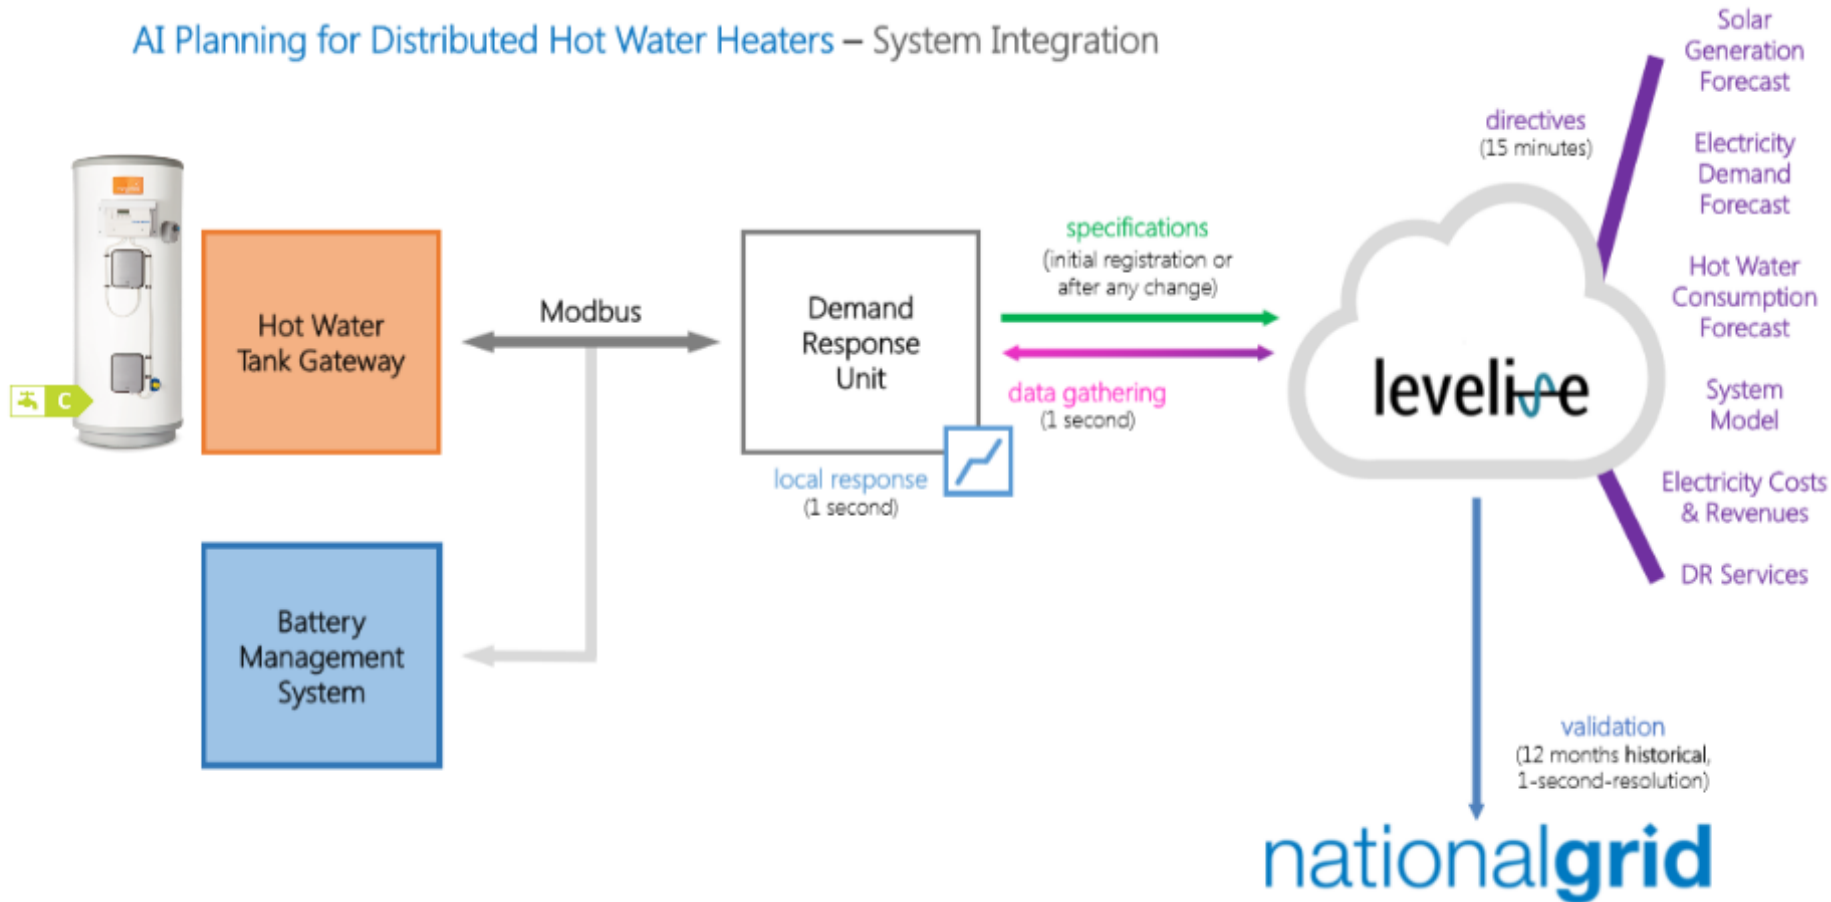 AI Planning for Distributed Hot Water Heaters – System Integration
C
Hot Water
Tank Gateway
Battery
Management
System
Modbus
Demand
Response
Unit
local response
(1 second)
specifications
(initial registration or
after any change)
data gathering
(1 second)
directives
(15 minutes)
leveline
Solar
Generation
Forecast
Electricity
Demand
Forecast
Hot Water
Consumption
Forecast
System
Model
Electricity Costs
& Revenues
DR Services
validation
(12 months historical,
1-second-resolution)
nationalgrid